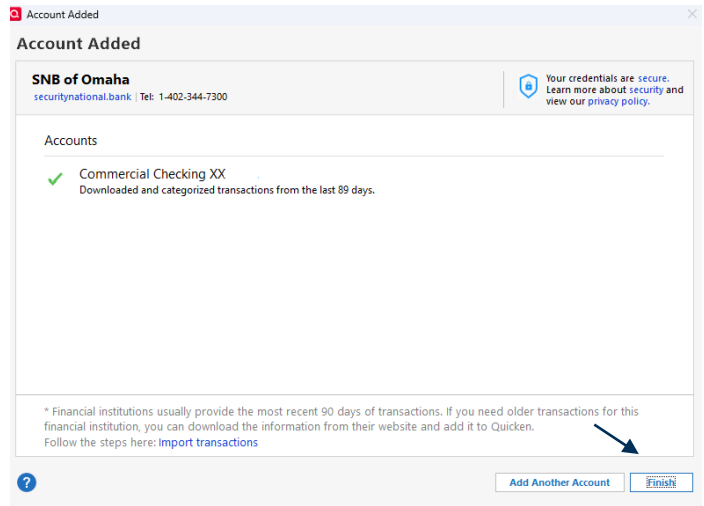 Account Added
Account Added
SNB of Omaha
securitynational.bank | Tel: 1-402-344-7300
Your credentials are secure.
Learn more about security and
view our privacy policy.
Accounts
Commercial Checking XX
Downloaded and categorized transactions from the last 89 days.
* Financial institutions usually provide the most recent 90 days of transactions. If you need older transactions for this
financial institution, you can download the information from their website and add it to Quicken.
Follow the steps here: Import transactions
?
Add Another Account
Finish